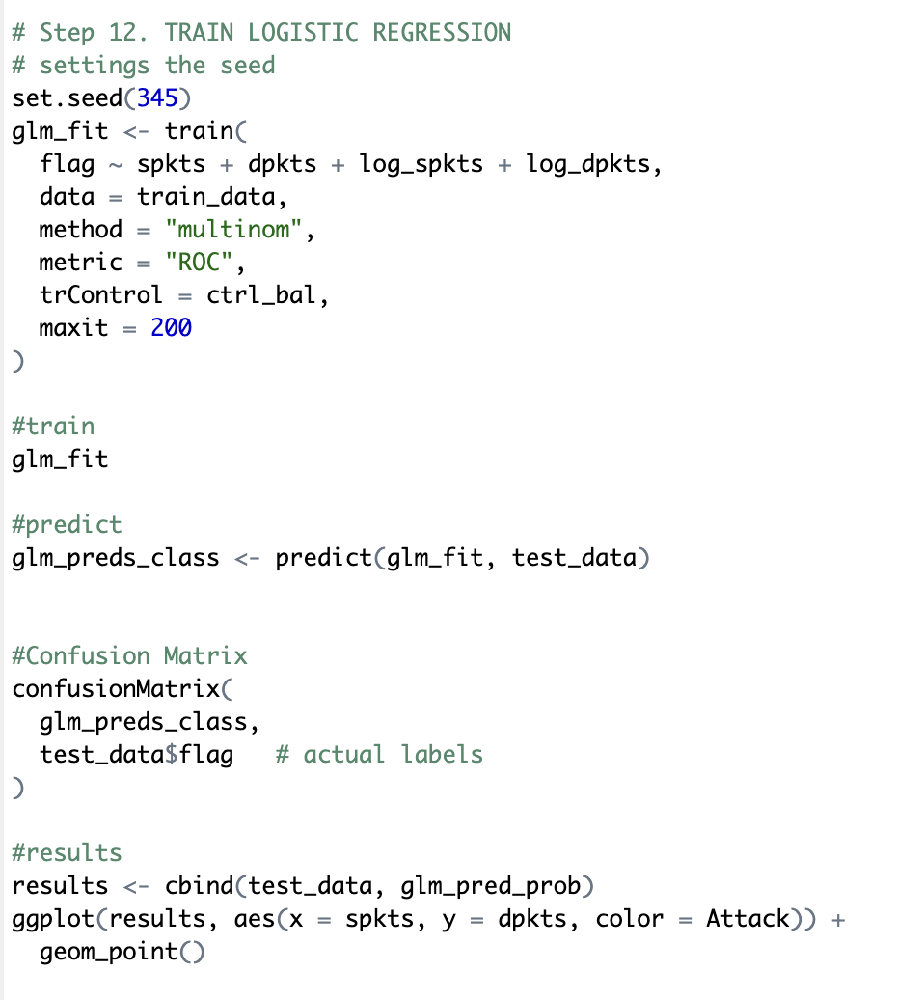 # Step 12. TRAIN LOGISTIC REGRESSION
# settings the seed
set.seed(345)
glm_fit <- train(
  flag ~ spkts + dpkts + log_spkts + log_dpkts,
  data = train_data,
  method = "multinom",
  metric = "ROC",
  trControl = ctrl_bal,
  maxit = 200
)
#train
glm_fit
#predict
glm_preds_class <- predict(glm_fit, test_data)
#Confusion Matrix
confusionMatrix(
  glm_preds_class,
  test_data$flag   # actual labels
)
#results
results <- cbind(test_data, glm_pred_prob)
ggplot(results, aes(x = spkts, y = dpkts, color = Attack)) +
  geom_point()